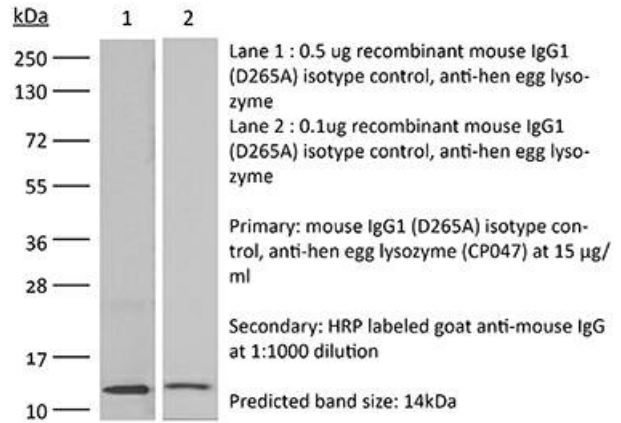 kDa
1 2
250
130
72
55
36
28
17
10
Lane 1 : 0.5 ug recombinant mouse IgG1
(D265A) isotype control, anti-hen egg lyso-
zyme
Lane 2 : 0.1ug recombinant mouse IgG1
(D265A) isotype control, anti-hen egg lyso-
zyme
Primary: mouse IgG1 (D265A) isotype con-
trol, anti-hen egg lysozyme (CP047) at 15 µg/
ml
Secondary: HRP labeled goat anti-mouse IgG
at 1:1000 dilution
Predicted band size: 14kDa